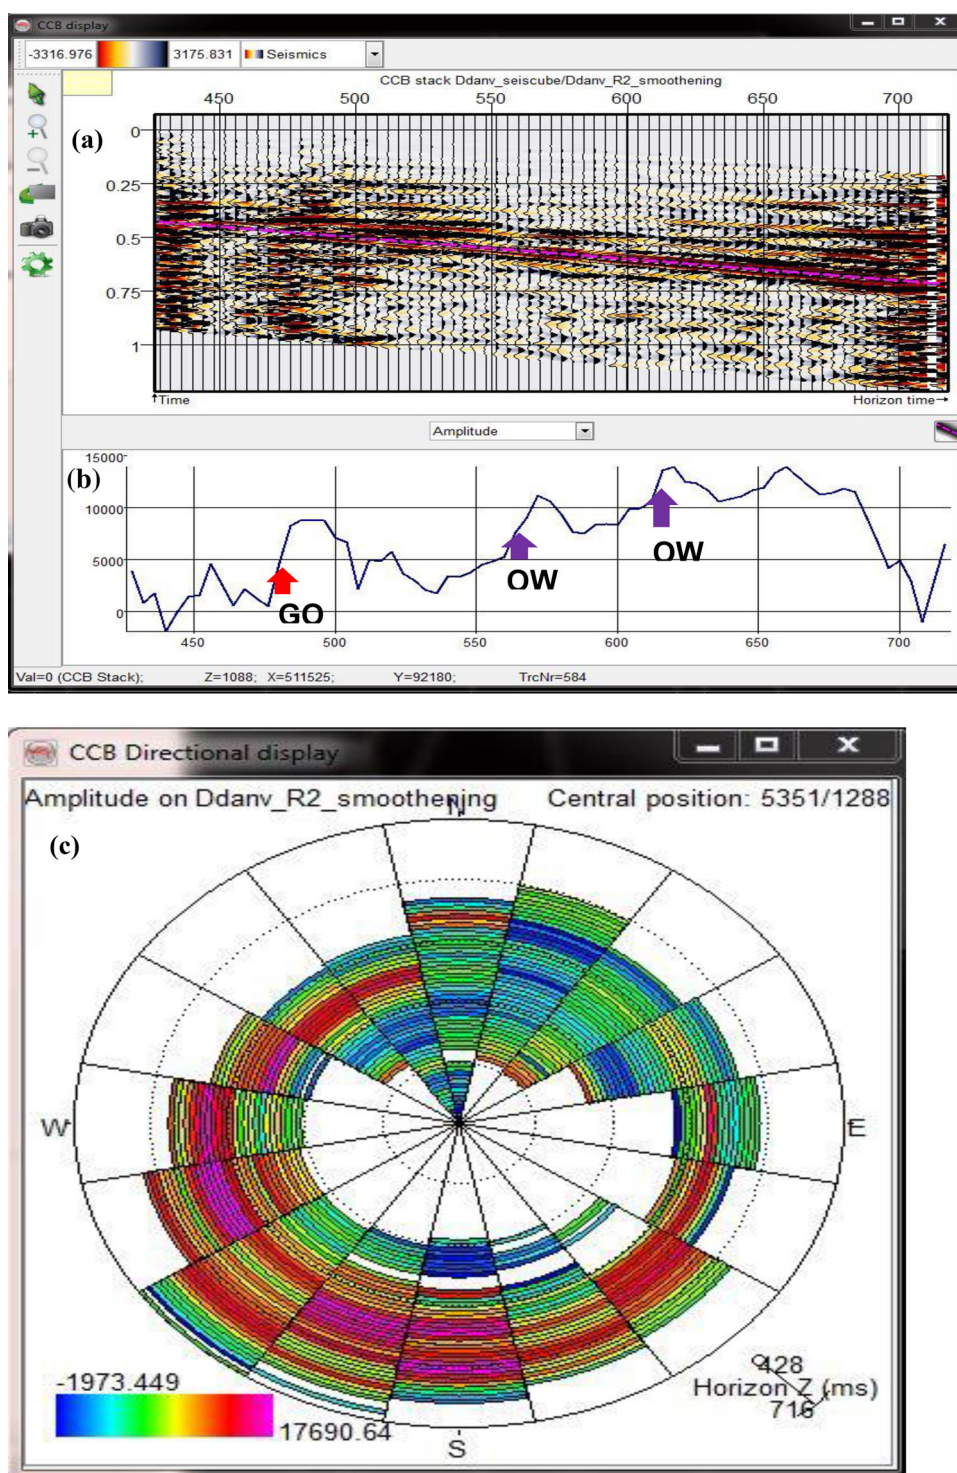 CCB display
-3316.976 3175.831 Seismics
CCB stack Ddanv_seiscube/Ddanv_R2_smoothening
450 500 550 600 650 700
(a)
0
0.25
0.5
0.75
1
Time Horizon time
Amplitude
(b)
15000
10000
5000
0
GO
OW
OW
450 500 550 600 650 700
Val=0 (CCB Stack); Z=1088; X=511525; Y=92180; TrcNr=584
CCB Directional display
Amplitude on Ddanv_R2_smoothening Central position: 5351/1288
(c)
N
W
E
S
-1973.449
17690.64
428
Horizon Z (ms)
716